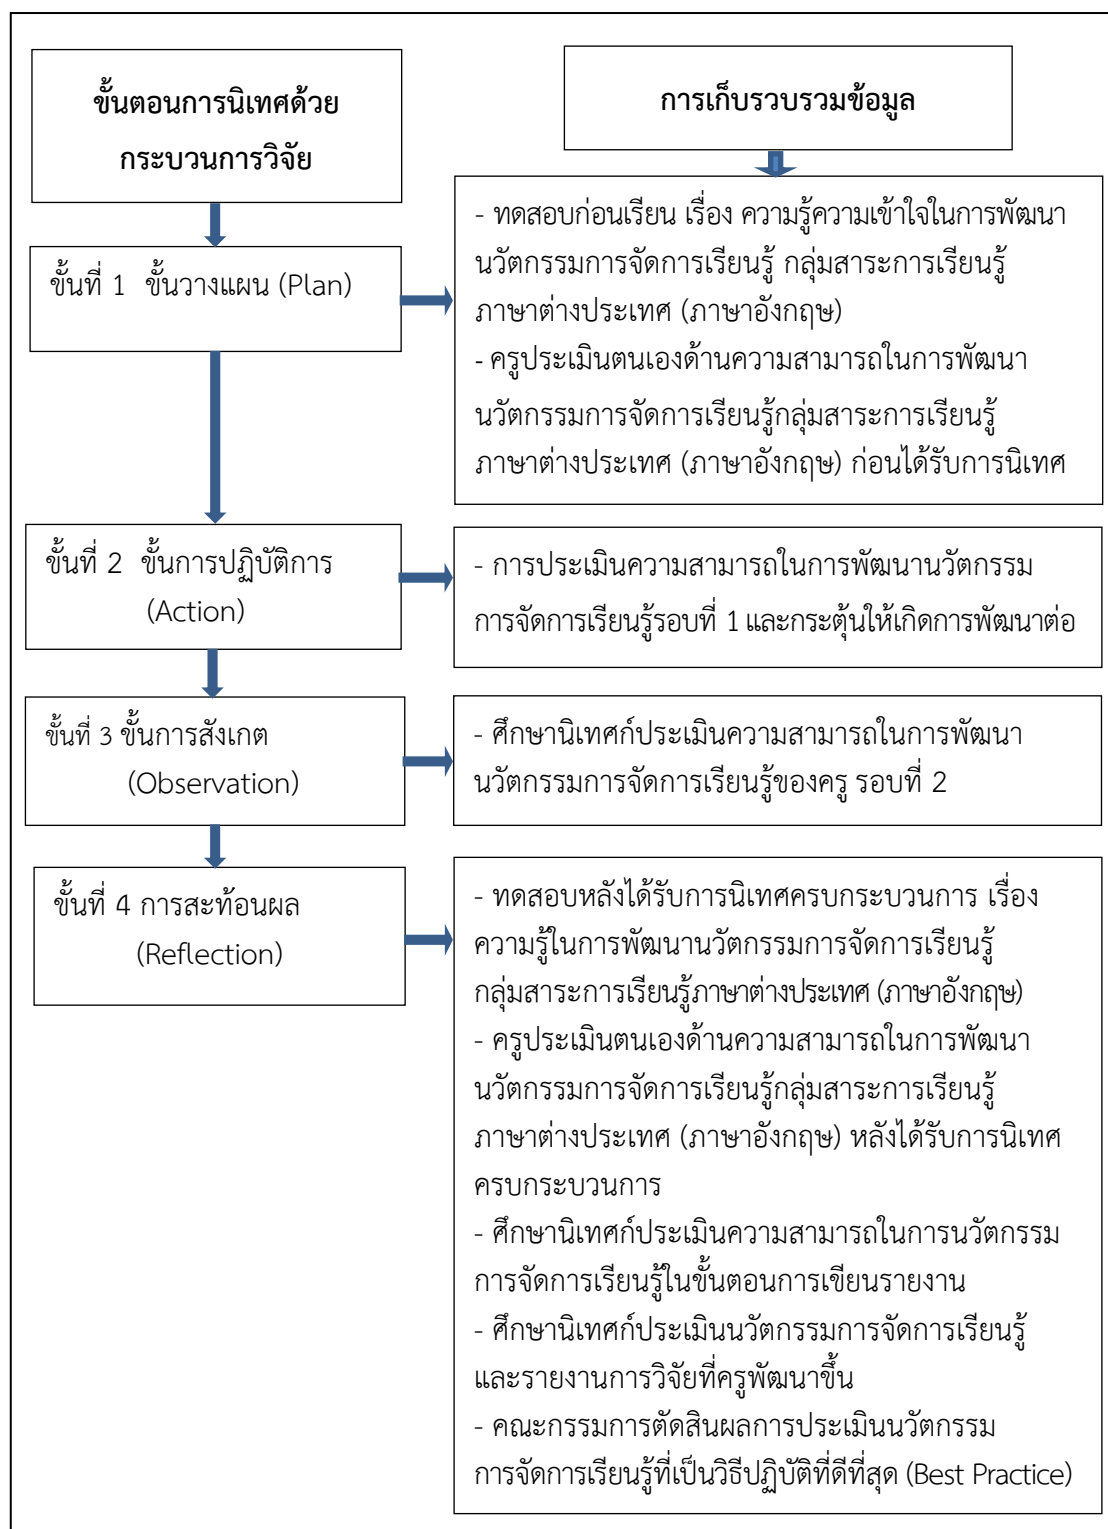 ขั้นตอนการนิเทศด้วย
กระบวนการวิจัย
การเก็บรวบรวมข้อมูล
ขั้นที่ 1 ขั้นวางแผน (Plan)
- ทดสอบก่อนเรียน เรื่อง ความรู้ความเข้าใจในการพัฒนา
นวัตกรรมการจัดการเรียนรู้ กลุ่มสาระการเรียนรู้
ภาษาต่างประเทศ (ภาษาอังกฤษ)
- ครูประเมินตนเองด้านความสามารถในการพัฒนา
นวัตกรรมการจัดการเรียนรู้กลุ่มสาระการเรียนรู้
ภาษาต่างประเทศ (ภาษาอังกฤษ) ก่อนได้รับการนิเทศ
ขั้นที่ 2 ขั้นการปฏิบัติการ
(Action)
- การประเมินความสามารถในการพัฒนานวัตกรรม
การจัดการเรียนรู้รอบที่ 1 และกระตุ้นให้เกิดการพัฒนาต่อ
ขั้นที่ 3 ขั้นการสังเกต
(Observation)
- ศึกษานิเทศก์ประเมินความสามารถในการพัฒนา
นวัตกรรมการจัดการเรียนรู้ของครู รอบที่ 2
ขั้นที่ 4 การสะท้อนผล
(Reflection)
- ทดสอบหลังได้รับการนิเทศครบกระบวนการ เรื่อง
ความรู้ในการพัฒนานวัตกรรมการจัดการเรียนรู้
กลุ่มสาระการเรียนรู้ภาษาต่างประเทศ (ภาษาอังกฤษ)
- ครูประเมินตนเองด้านความสามารถในการพัฒนา
นวัตกรรมการจัดการเรียนรู้กลุ่มสาระการเรียนรู้
ภาษาต่างประเทศ (ภาษาอังกฤษ) หลังได้รับการนิเทศ
ครบกระบวนการ
- ศึกษานิเทศก์ประเมินความสามารถในการนวัตกรรม
การจัดการเรียนรู้ในขั้นตอนการเขียนรายงาน
- ศึกษานิเทศก์ประเมินนวัตกรรมการจัดการเรียนรู้
และรายงานการวิจัยที่ครูพัฒนาขึ้น
- คณะกรรมการตัดสินผลการประเมินนวัตกรรม
การจัดการเรียนรู้ที่เป็นวิธีปฏิบัติที่ดีที่สุด (Best Practice)